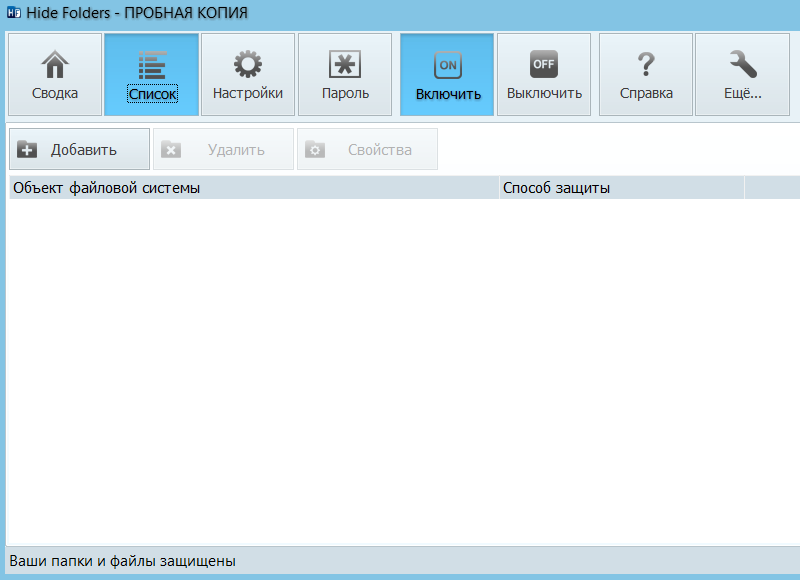 Hide Folders - ПРОБНАЯ КОПИЯ
Сводка Список Настройки Пароль ON Включить OFF Выключить Справка Ещё...
Добавить Удалить Свойства
Объект файловой системы Способ защиты
Ваши папки и файлы защищены